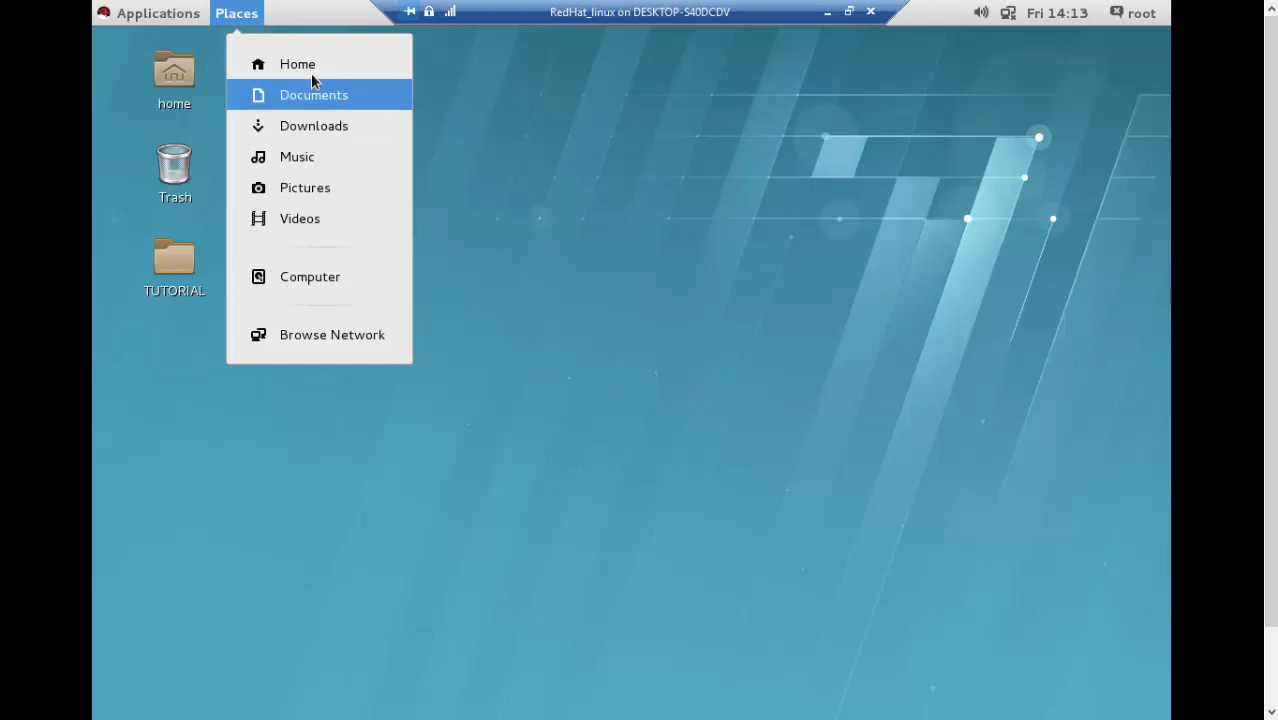 Applications Places RedHat_linux on DESKTOP-S40DCDV Fri 14:13 root
home
Trash
TUTORIAL
Home
Documents
Downloads
Music
Pictures
Videos
Computer
Browse Network